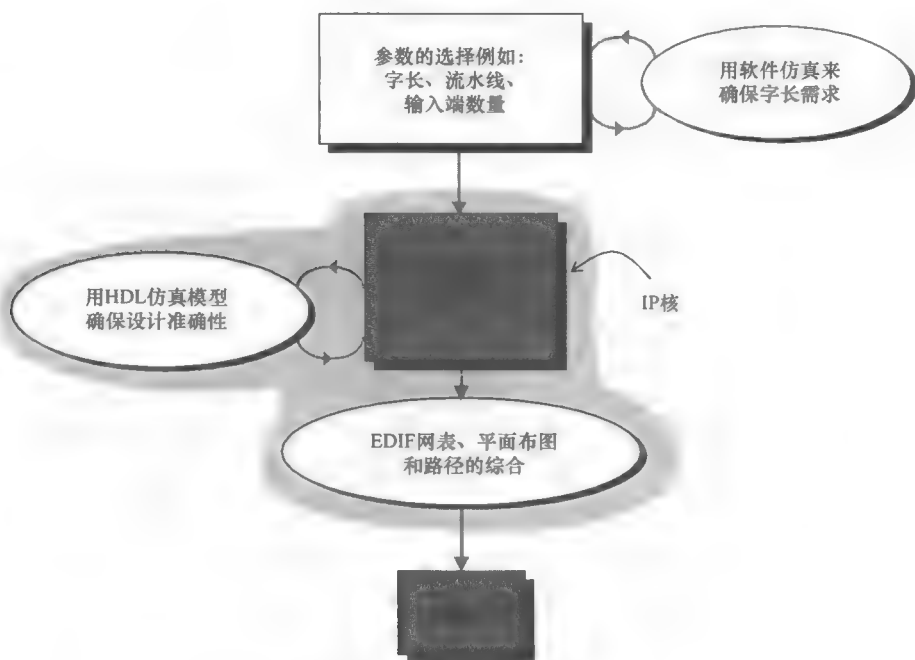 参数的选择例如:
字长、流水线、
输入端数量
用软件仿真来
确保字长需求
用HDL仿真模型
确保设计准确性
IP核
EDIF网表、平面布图
和路径的综合